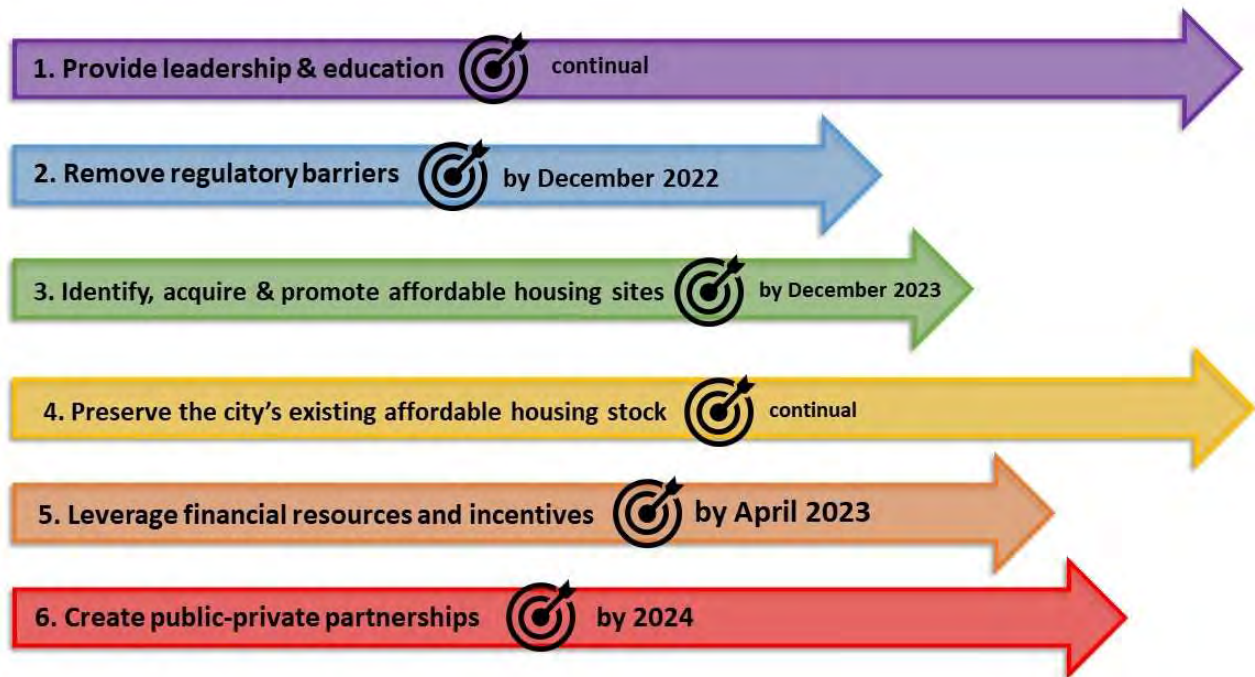 1. Provide leadership & education continual
2. Remove regulatory barriers by December 2022
3. Identify, acquire & promote affordable housing sites by December 2023
4. Preserve the city's existing affordable housing stock continual
5. Leverage financial resources and incentives by April 2023
6. Create public-private partnerships by 2024